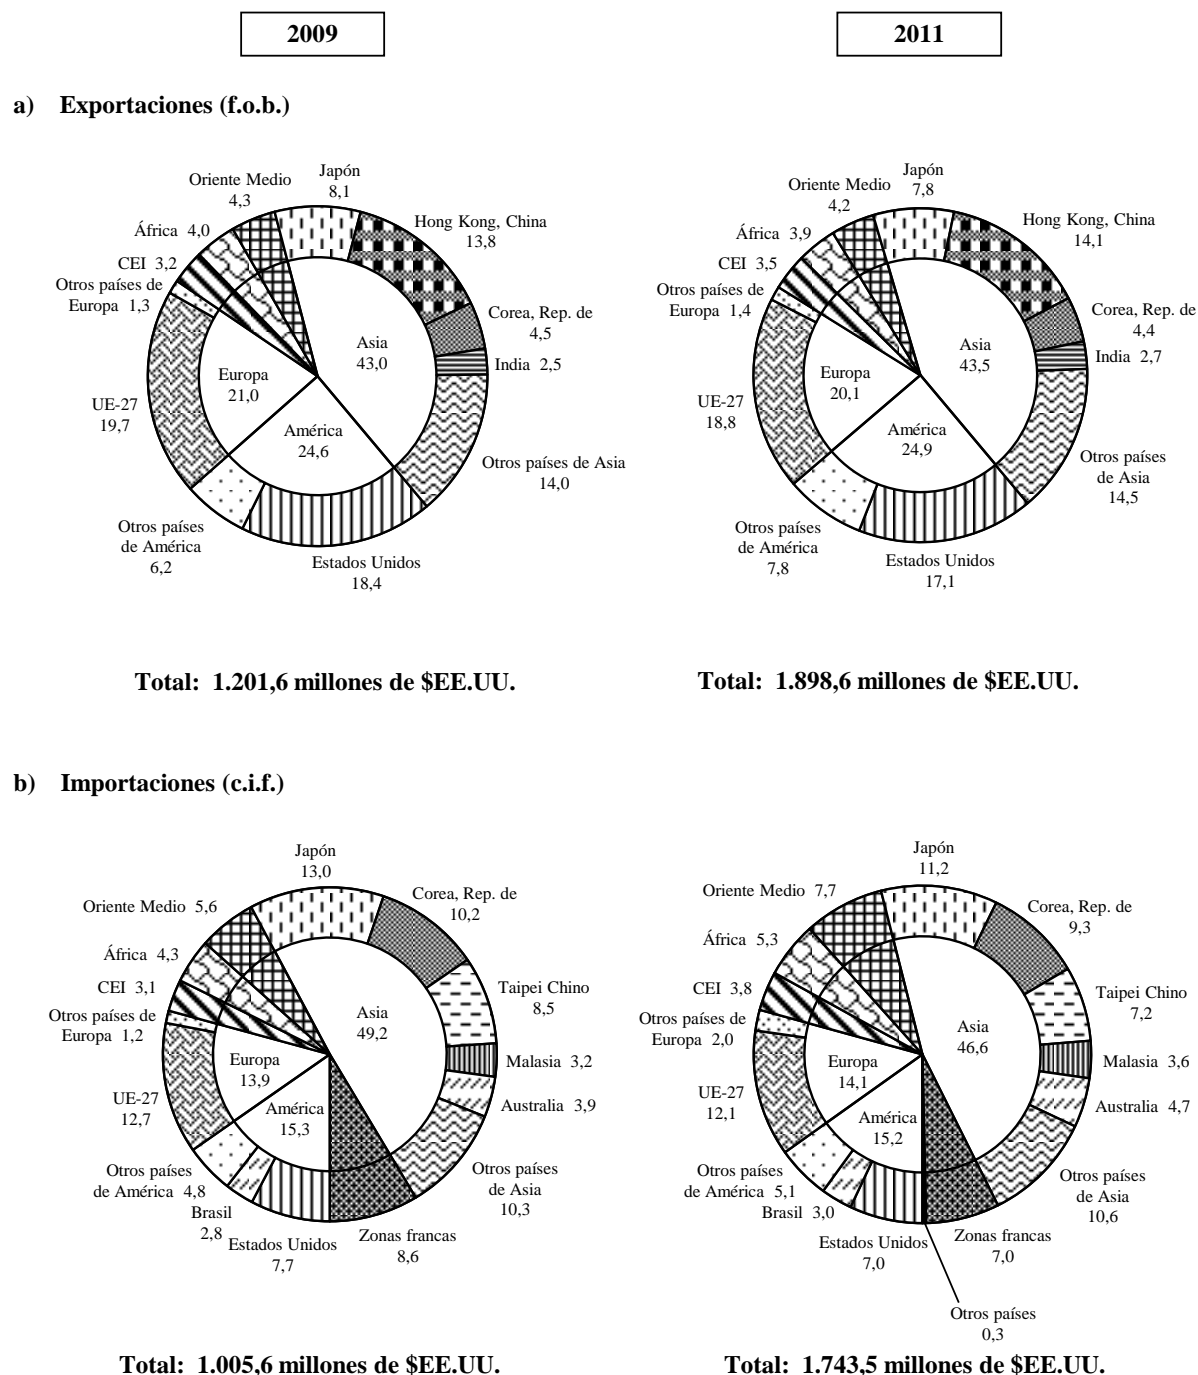 2009
2011
a) Exportaciones (f.o.b.)
Japón
8,1
Oriente Medio
4,3
Hong Kong, China
13,8
África 4,0
CEI 3,2
Otros países de
Europa 1,3
Corea, Rep. de
4,5
India 2,5
Asia
43,0
Europa
21,0
América
24,6
UE-27
19,7
Otros países de Asia
14,0
Otros países
de América
6,2
Estados Unidos
18,4
Total: 1.201,6 millones de $EE.UU.
Japón
7,8
Oriente Medio
4,2
Hong Kong, China
14,1
África 3,9
CEI 3,5
Otros países de
Europa 1,4
Corea, Rep. de
4,4
India 2,7
Asia
43,5
Europa
20,1
América
24,9
UE-27
18,8
Otros países
de Asia
14,5
Otros países
de América
7,8
Estados Unidos
17,1
Total: 1.898,6 millones de $EE.UU.
b) Importaciones (c.i.f.)
Japón
13,0
Corea, Rep. de
10,2
Oriente Medio 5,6
África 4,3
CEI 3,1
Otros países de
Europa 1,2
Taipei Chino
8,5
Asia
49,2
Europa
13,9
América
15,3
Malasia 3,2
UE-27
12,7
Australia 3,9
Otros países
de América 4,8
Otros países
de Asia
10,3
Brasil
2,8
Estados Unidos
7,7
Zonas francas
8,6
Total: 1.005,6 millones de $EE.UU.
Japón
11,2
Oriente Medio 7,7
Corea, Rep. de
9,3
África 5,3
CEI 3,8
Otros países de
Europa 2,0
Taipei Chino
7,2
Asia
46,6
Europa
14,1
América
15,2
Malasia 3,6
UE-27
12,1
Australia 4,7
Otros países
de América 5,1
Otros países
de Asia
10,6
Brasil 3,0
Estados Unidos
7,0
Zonas francas
7,0
Otros países
0,3
Total: 1.743,5 millones de $EE.UU.